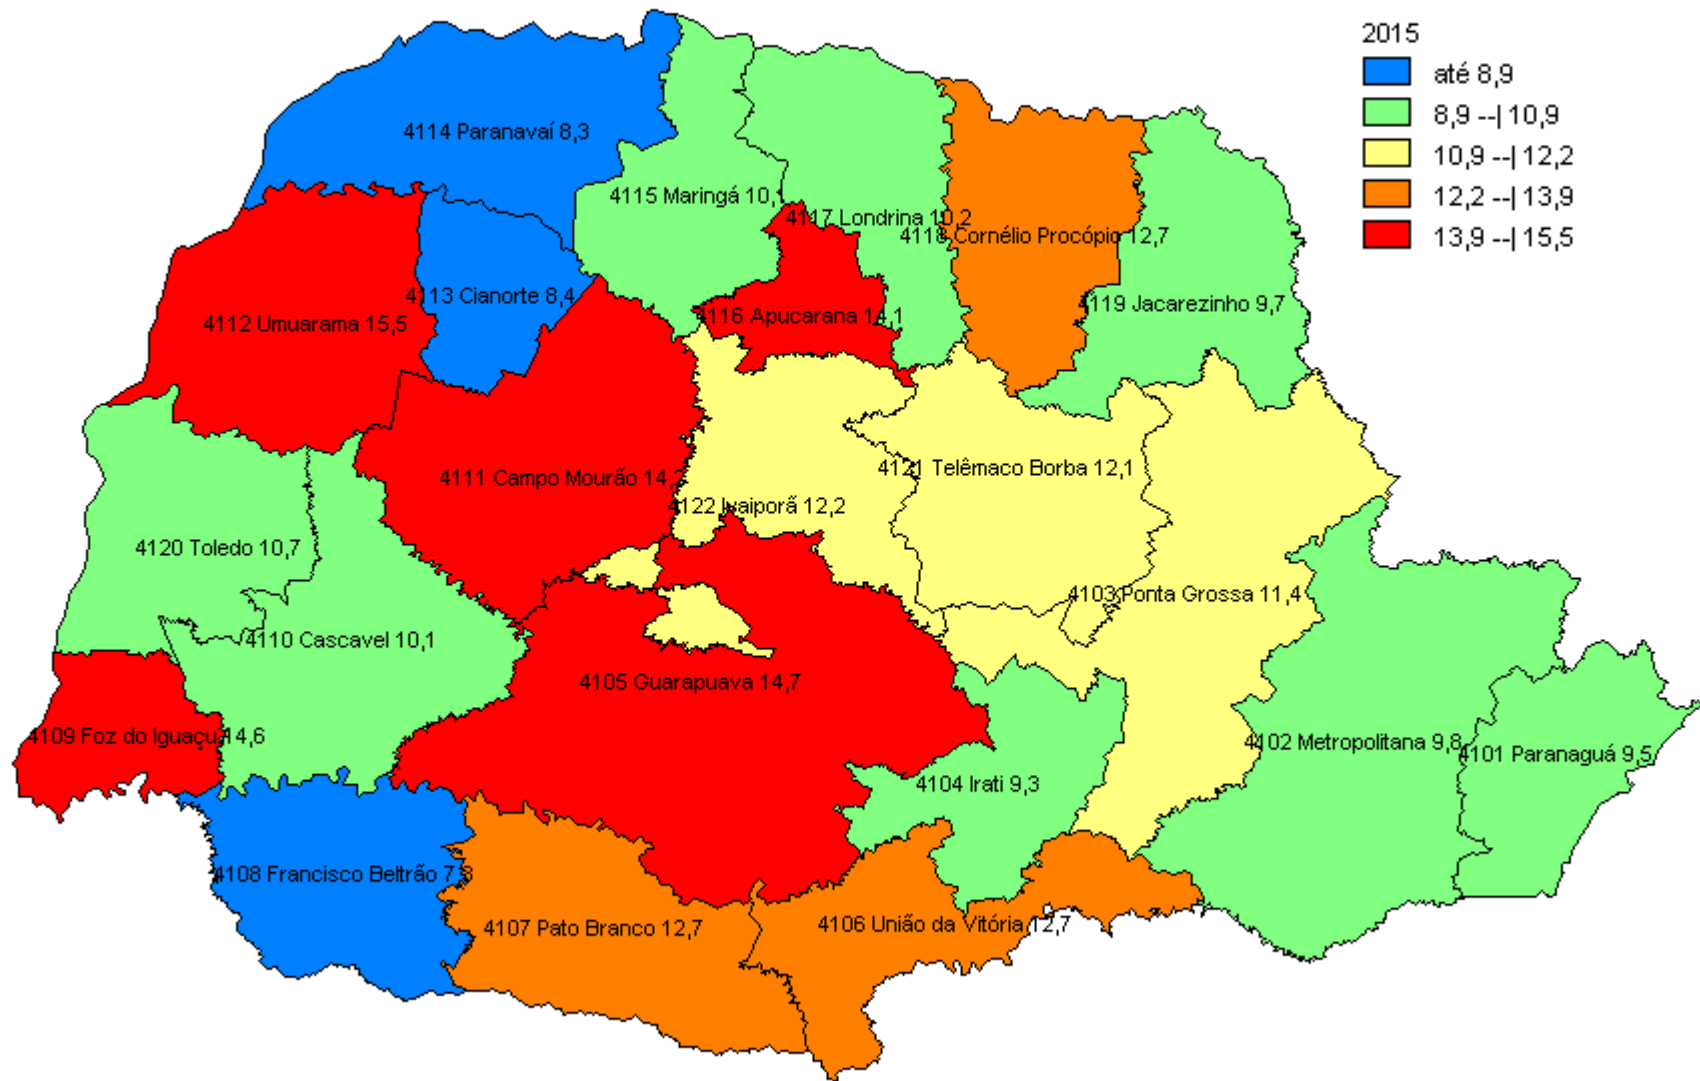 2015
até 8,9
8,9 --| 10,9
10,9 --| 12,2
12,2 --| 13,9
13,9 --| 15,5
4114 Paranavaí 8,3
4115 Maringá 10,1
4117 Londrina 10,2
4118 Cornélio Procópio 12,7
4113 Cianorte 8,4
4119 Jacarezinho 9,7
4112 Umuarama 15,5
4116 Apucarana 14,1
4111 Campo Mourão 14,
4121 Telêmaco Borba 12,1
4122 Ivaiporã 12,2
4120 Toledo 10,7
4103 Ponta Grossa 11,4
4110 Cascavel 10,1
4105 Guarapuava 14,7
4109 Foz do Iguaçu 14,6
4102 Metropolitana 9,8
4101 Paranaguá 9,5
4104 Irati 9,3
4108 Francisco Beltrão 7,8
4107 Pato Branco 12,7
4106 União da Vitória 12,7